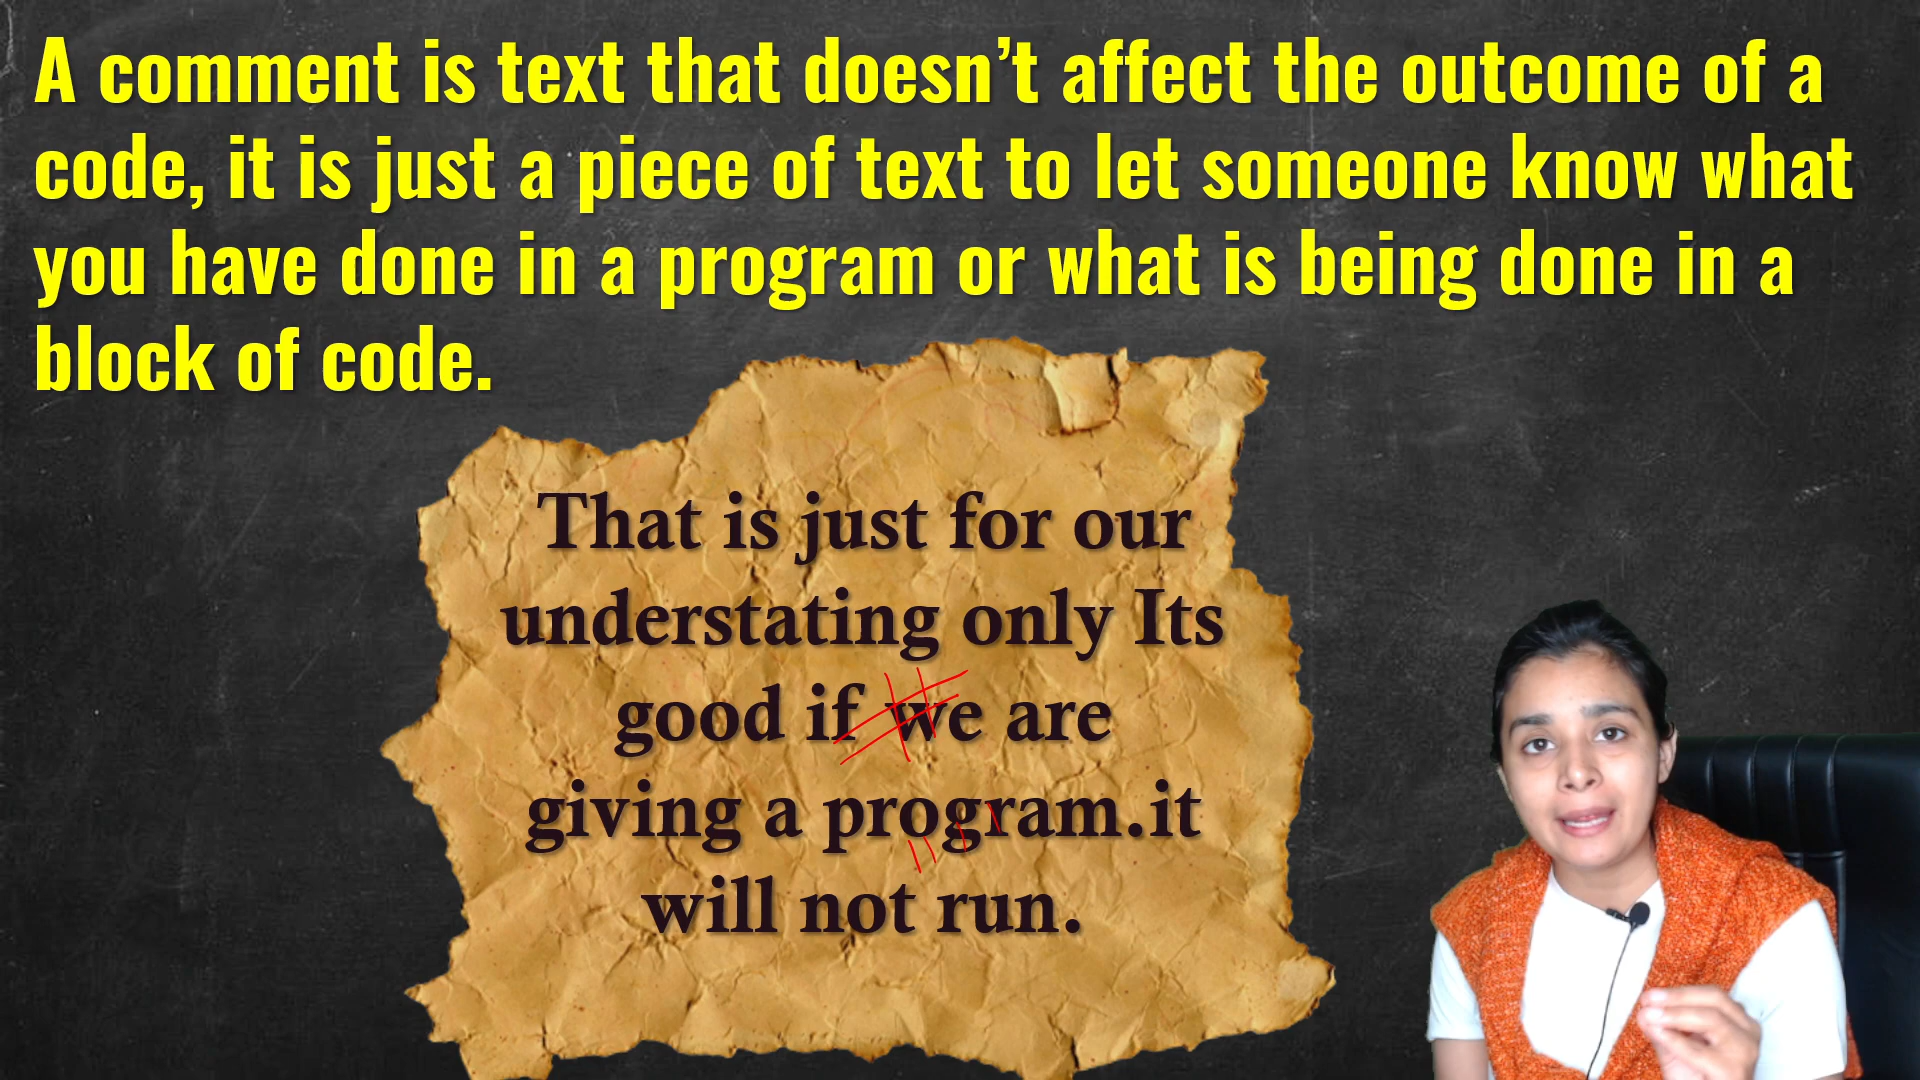 A comment is text that doesn’t affect the outcome of a
code, it is just a piece of text to let someone know what
you have done in a program or what is being done in a
block of code.
That is just for our
understating only Its
good if we are
giving a program.it
will not run.